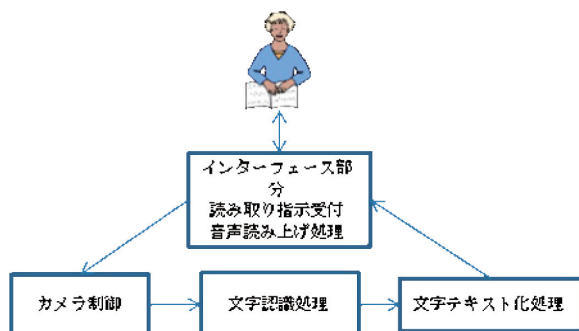 インターフェース部
分
読み取り指示受付
音声読み上げ処理
カメラ制御
文字認識処理
文字テキスト化処理